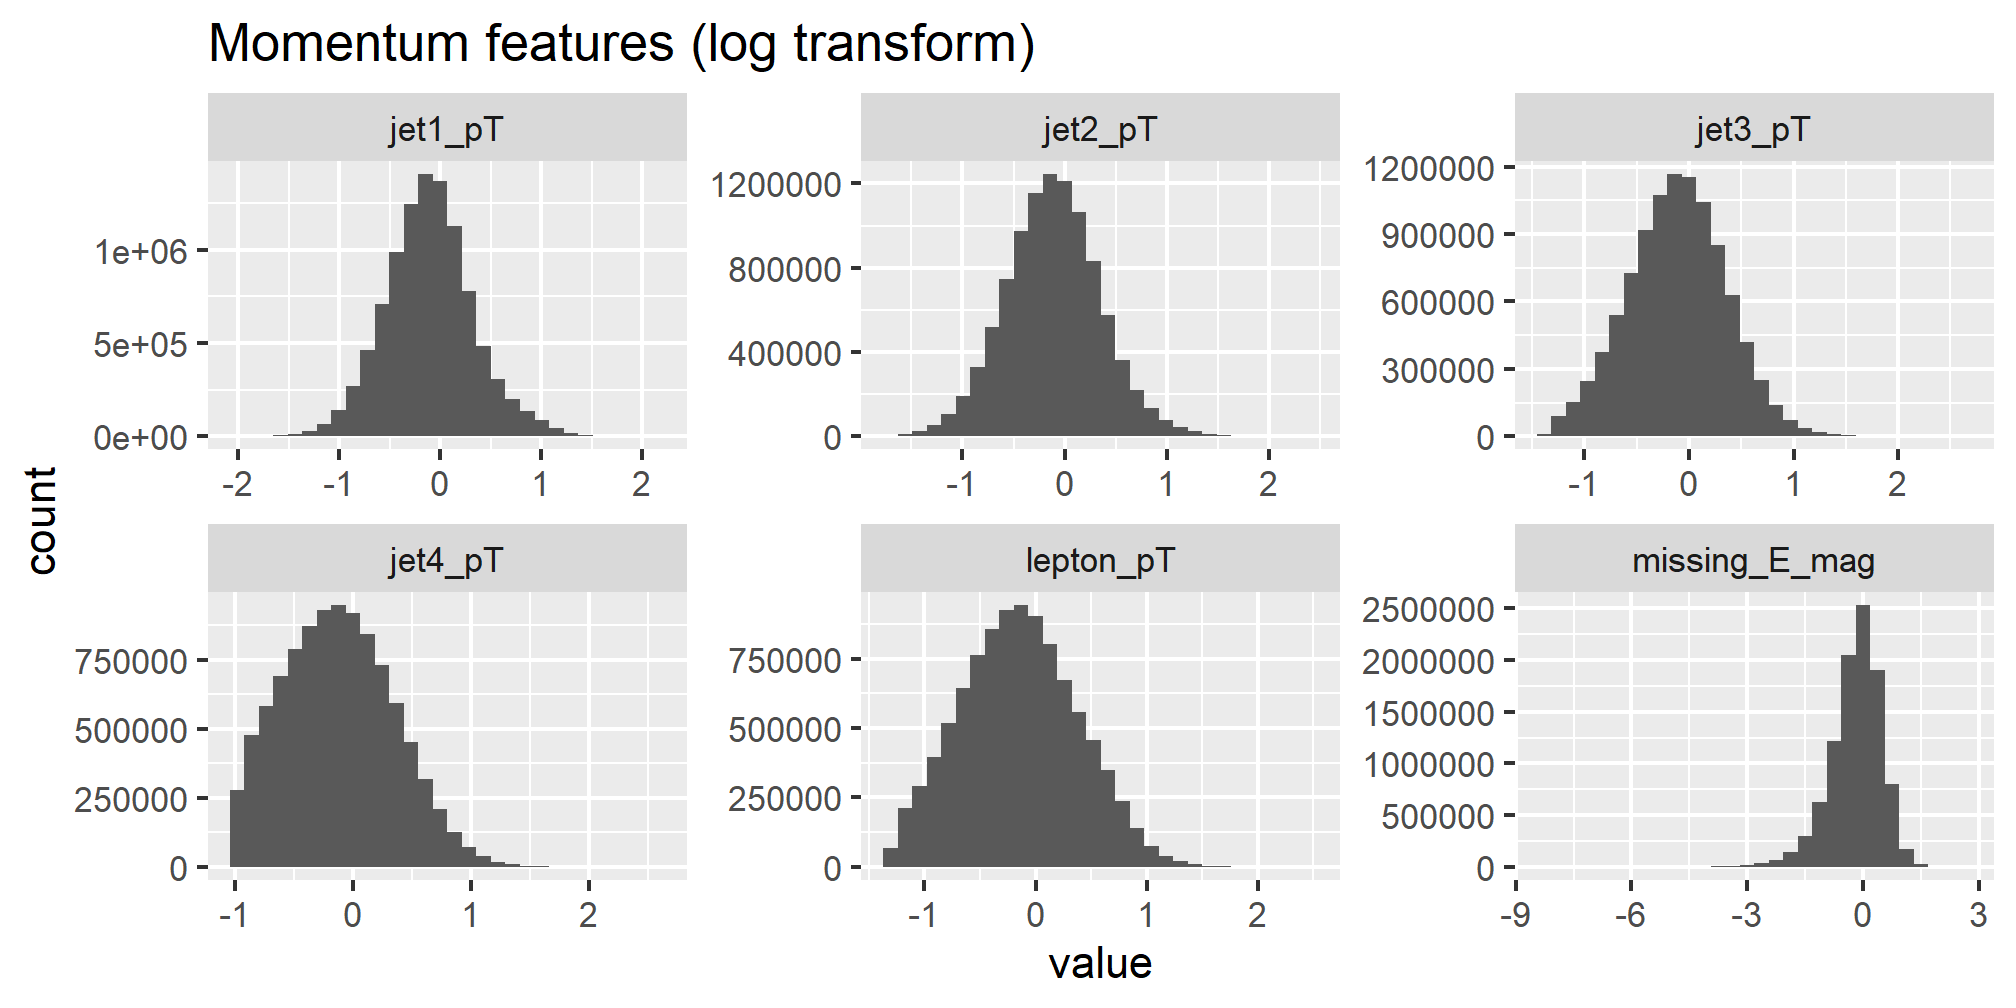 Momentum features (log transform)
jet1_pT
jet2_pT
jet3_pT
1e+06
5e+05
0e+00
-2 -1 0 1 2
1200000
800000
400000
0
-1 0 1 2
1200000
900000
600000
300000
0
-1 0 1 2
count
jet4_pT
lepton_pT
missing_E_mag
750000
500000
250000
0
-1 0 1 2
750000
500000
250000
0
-1 0 1 2
2500000
2000000
1500000
1000000
500000
0
-9 -6 -3 0 3
value